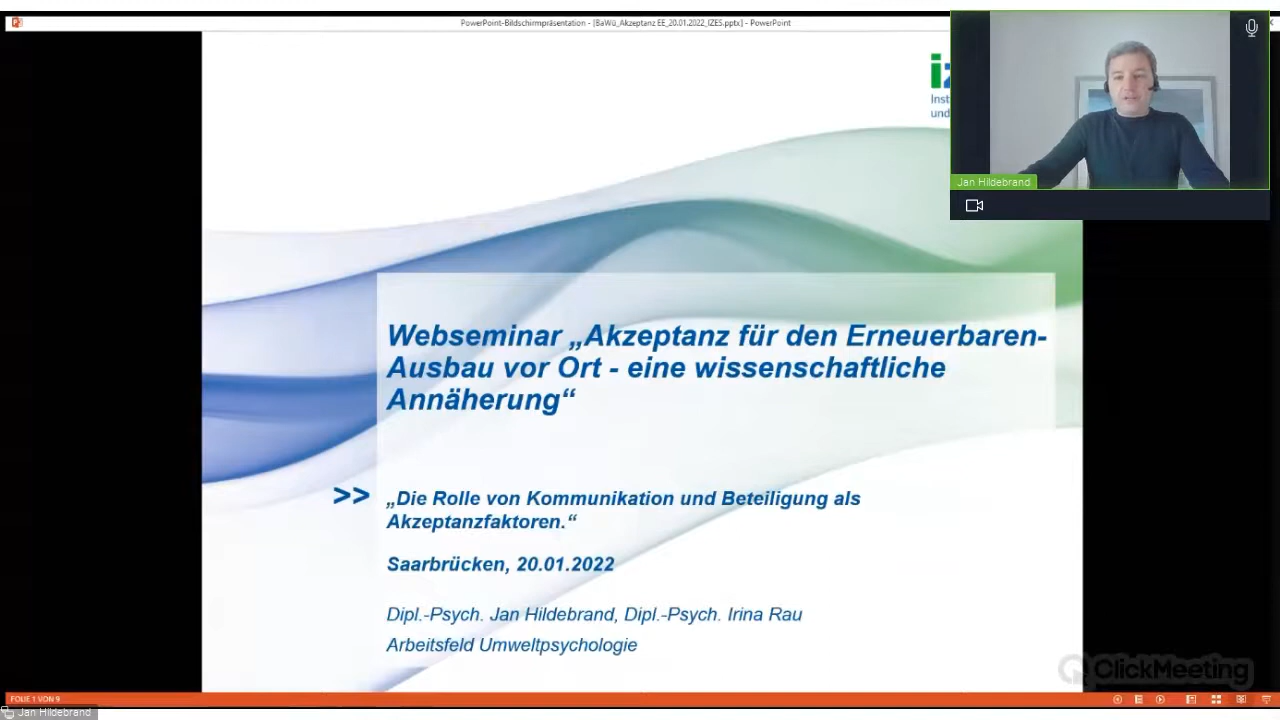 PowerPoint-Bildschirmpräsentation - [BaWü_Akzeptanz EE_20.01.2022_IZES.pptx] - PowerPoint
Jan Hildebrand
Webseminar „Akzeptanz für den Erneuerbaren-
Ausbau vor Ort - eine wissenschaftliche
Annäherung“
>> „Die Rolle von Kommunikation und Beteiligung als
Akzeptanzfaktoren.“
Saarbrücken, 20.01.2022
Dipl.-Psych. Jan Hildebrand, Dipl.-Psych. Irina Rau
Arbeitsfeld Umweltpsychologie
ClickMeeting
FOLIE 1 VON 9
Jan Hildebrand